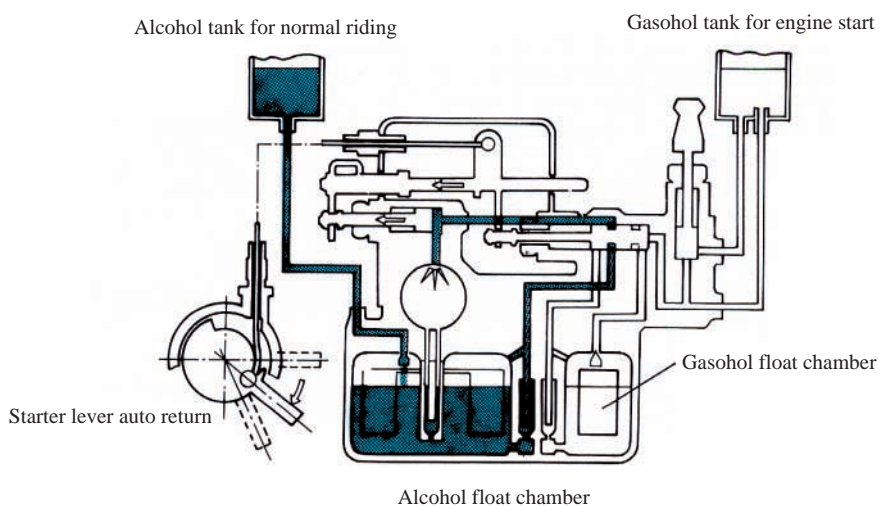 Alcohol tank for normal riding
Gasohol tank for engine start
Gasohol float chamber
Starter lever auto return
Alcohol float chamber